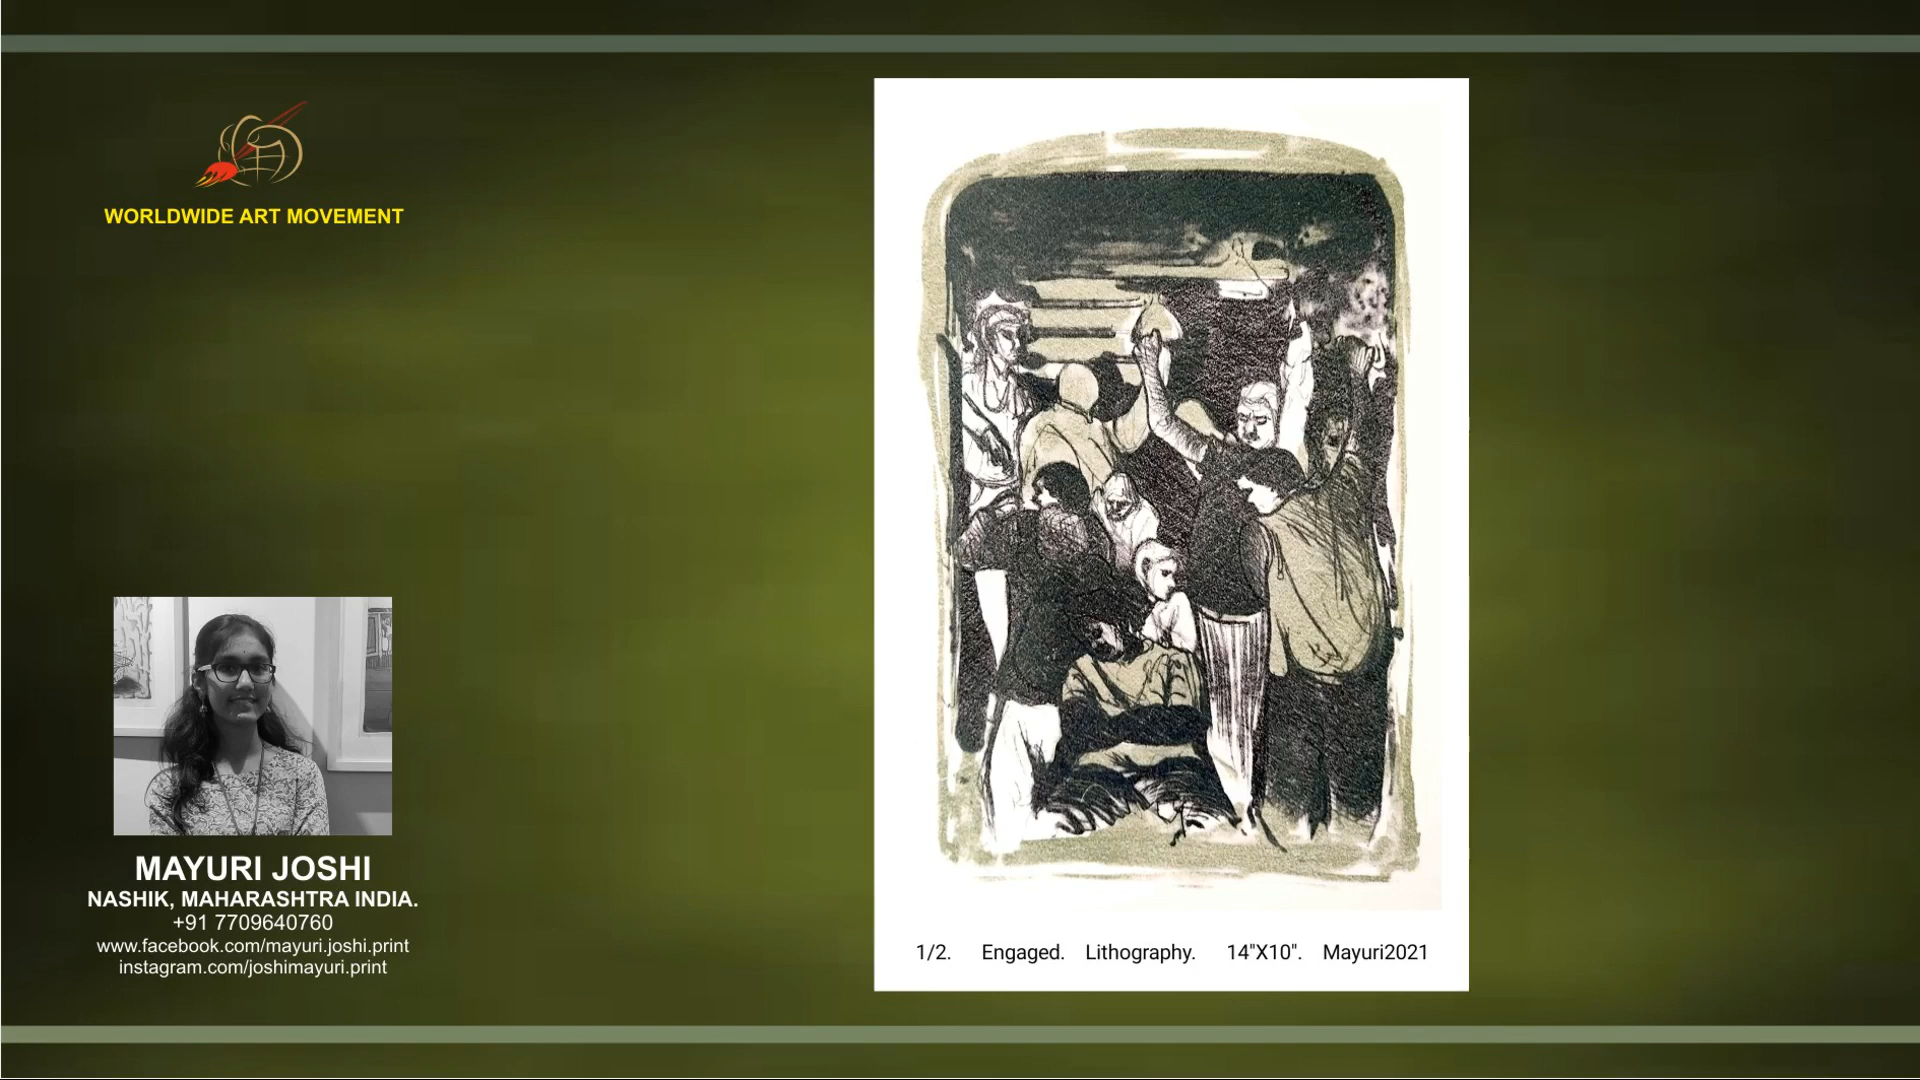 WORLDWIDE ART MOVEMENT
MAYURI JOSHI
NASHIK, MAHARASHTRA INDIA.
+91 7709640760
www.facebook.com/mayuri.joshi.print
instagram.com/joshimayuri.print
1/2. Engaged. Lithography. 14"X10". Mayuri2021